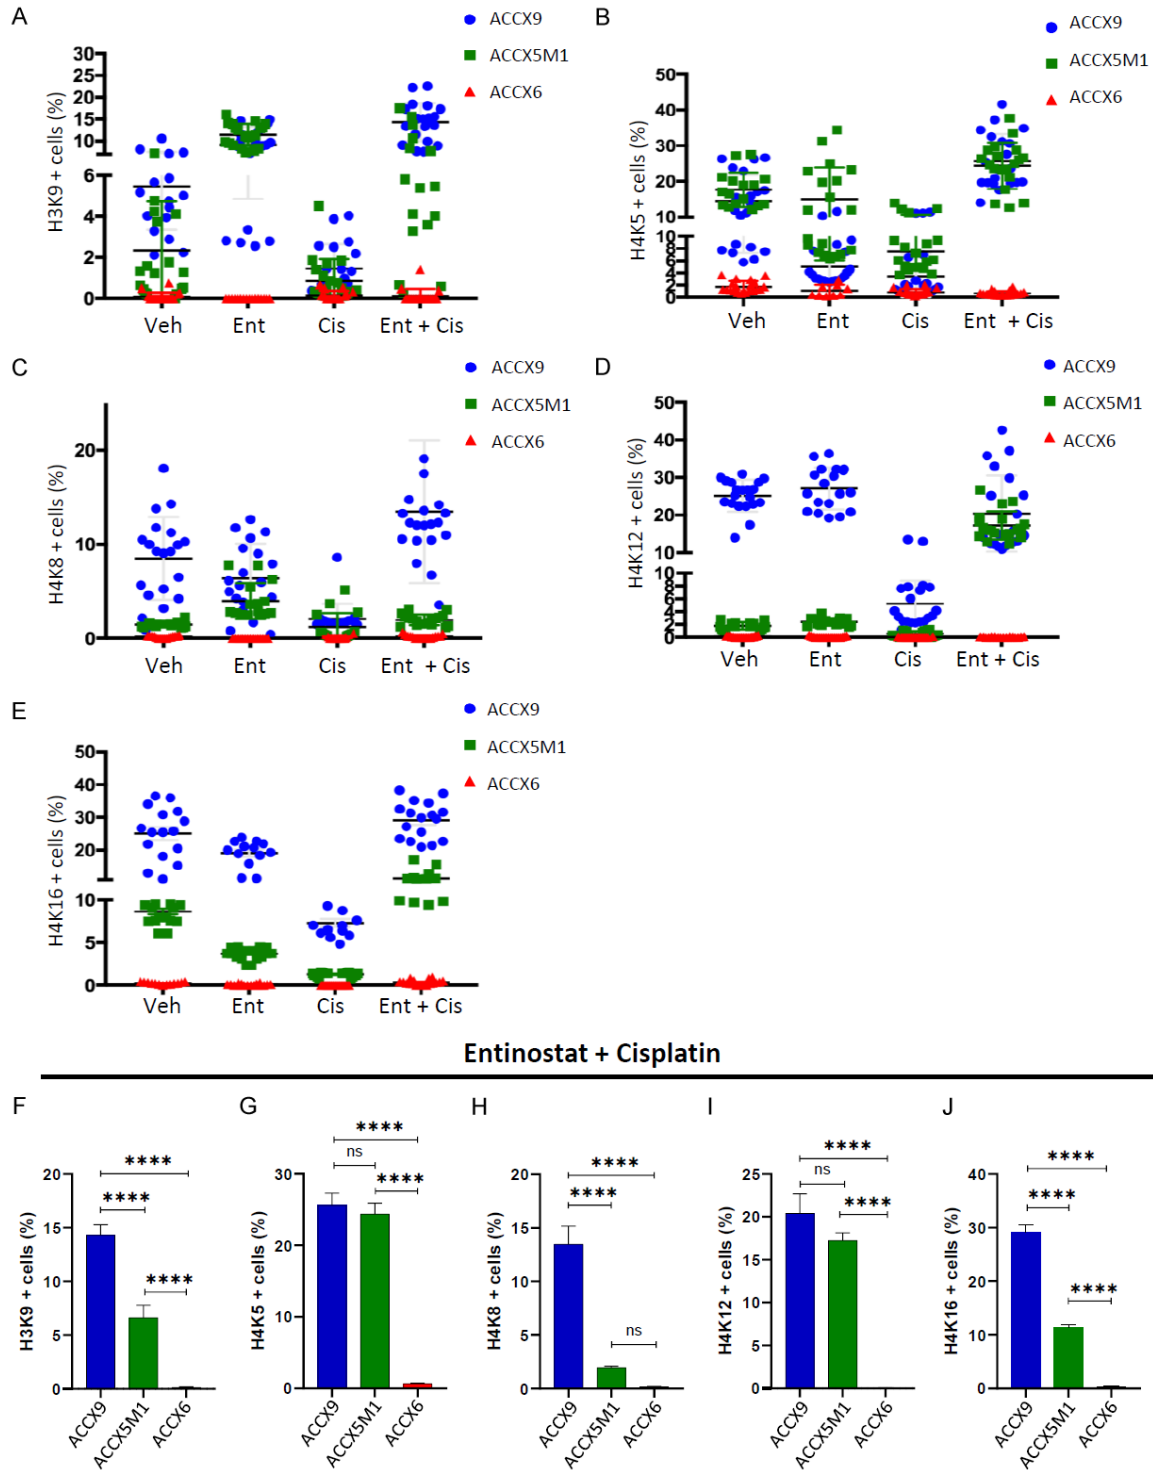 A
ACCX9
ACCX5M1
ACCX6
H3K9 + cells (%)
30
25
20
15
10
6
4
2
0
Veh Ent Cis Ent + Cis
B
ACCX9
ACCX5M1
ACCX6
H4K5 + cells (%)
50
40
30
20
10
10
8
6
4
2
0
Veh Ent Cis Ent + Cis
C
ACCX9
ACCX5M1
ACCX6
H4K8 + cells (%)
20
10
0
Veh Ent Cis Ent + Cis
D
ACCX9
ACCX5M1
ACCX6
H4K12 + cells (%)
50
40
30
20
10
10
8
6
4
2
0
Veh Ent Cis Ent + Cis
E
ACCX9
ACCX5M1
ACCX6
H4K16 + cells (%)
50
40
30
20
10
5
0
Veh Ent Cis Ent + Cis
Entinostat + Cisplatin
F
****
****
****
H3K9 + cells (%)
20
15
10
5
0
ACCX9 ACCX5M1 ACCX6
G
****
ns
****
H4K5 + cells (%)
30
20
10
0
ACCX9 ACCX5M1 ACCX6
H
****
****
ns
H4K8 + cells (%)
20
15
10
5
0
ACCX9 ACCX5M1 ACCX6
I
****
ns
****
H4K12 + cells (%)
25
20
15
10
5
0
ACCX9 ACCX5M1 ACCX6
J
****
****
****
H4K16 + cells (%)
40
30
20
10
0
ACCX9 ACCX5M1 ACCX6